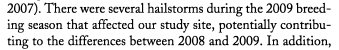 2007). There were several hailstorms during the 2009 breed-
ing season that affected our study site, potentially contribu-
ting to the differences between 2008 and 2009. In addition,